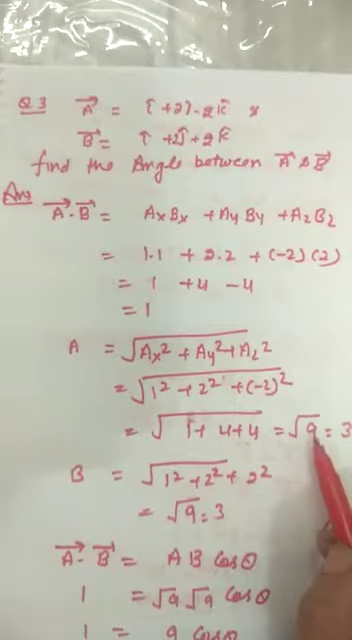 Q3 A⃗ = î+2ĵ-2k̂ &
B⃗ = î+2ĵ+2k̂
find the Angle between A⃗ & B⃗
Ans A⃗·B⃗ = AxBx + AyBy + AzBz
= 1.1 + 2.2 + (-2)(2)
= 1 +4 -4
= 1
A = √Ax²+Ay²+Az²
= √1²+2²+(-2)²
= √1+4+4 = √9 = 3
B = √1²+2²+2²
= √9 = 3
A⃗·B⃗ = AB Cosθ
1 = √9 √9 Cosθ
1 = 9 Cosθ